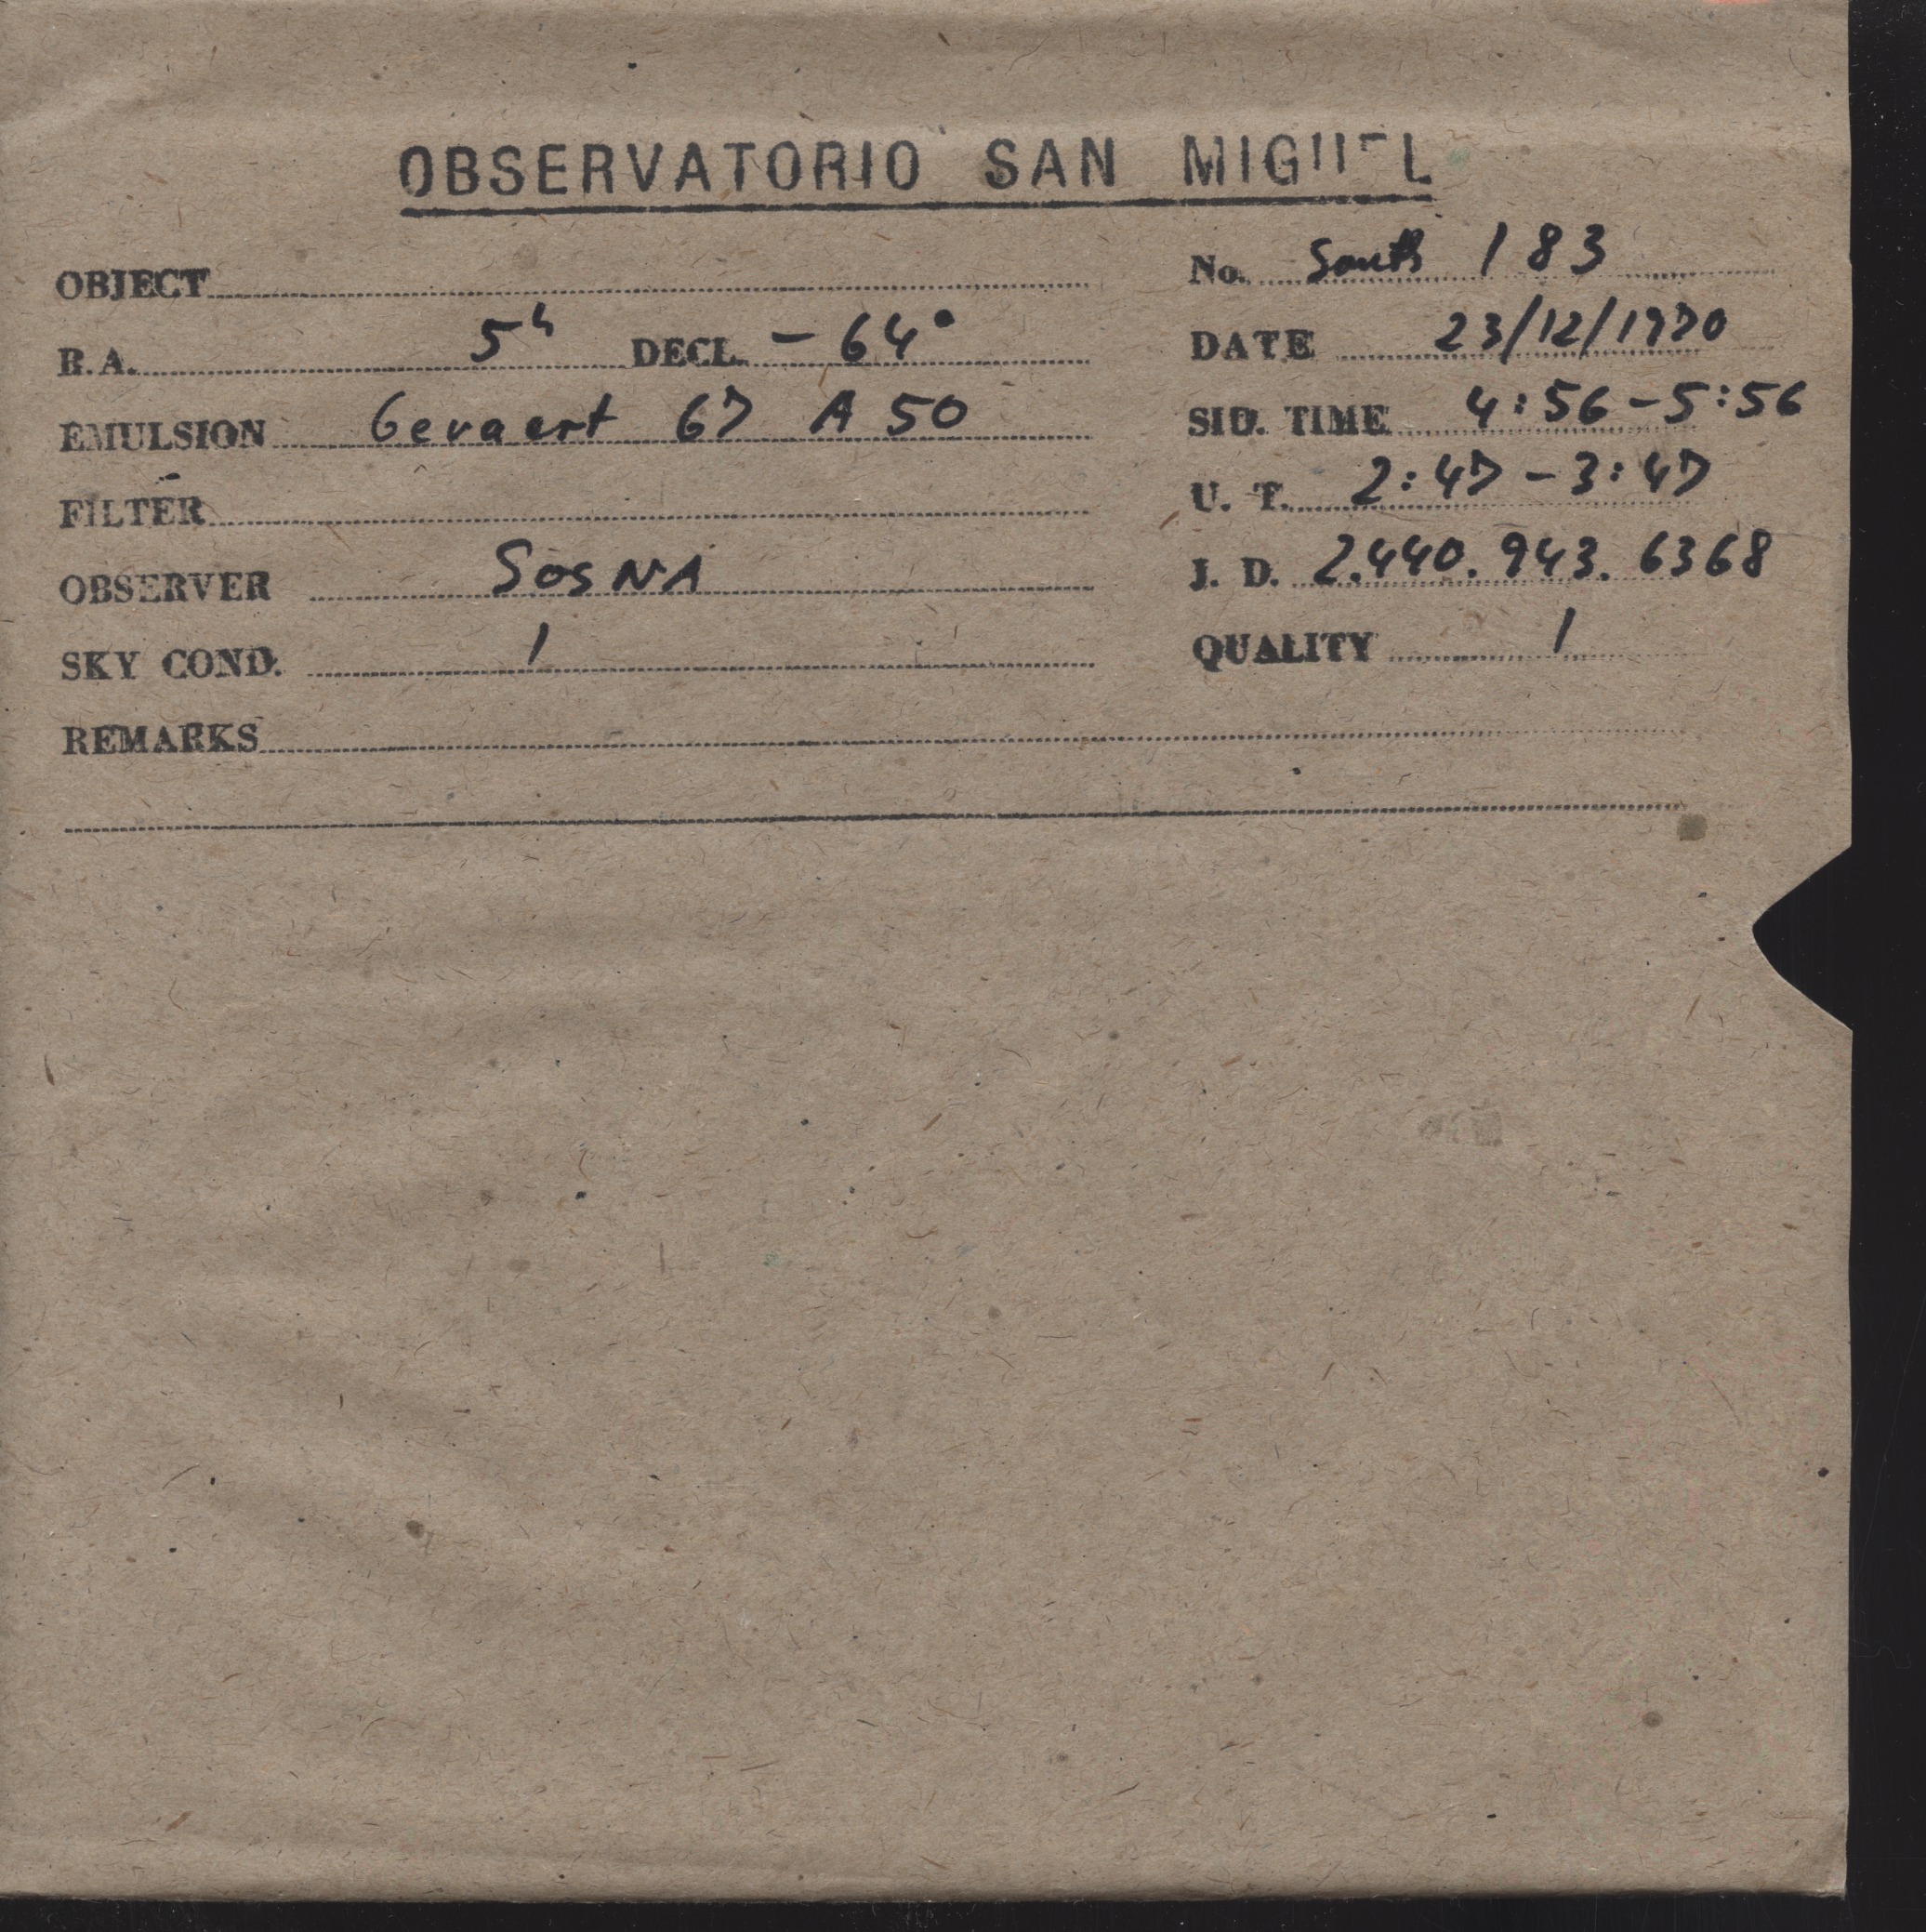 OBSERVATORIO SAN MIGUEL
OBJECT
No. South 183
R.A. 5h DECL. -64°
DATE 23/12/1970
EMULSION Gevaert 67 A 50
SID. TIME 4:56-5:56
FILTER
U. T. 2:47-3:47
OBSERVER SOSNA
J. D. 2.440.943.6368
SKY COND. 1
QUALITY 1
REMARKS